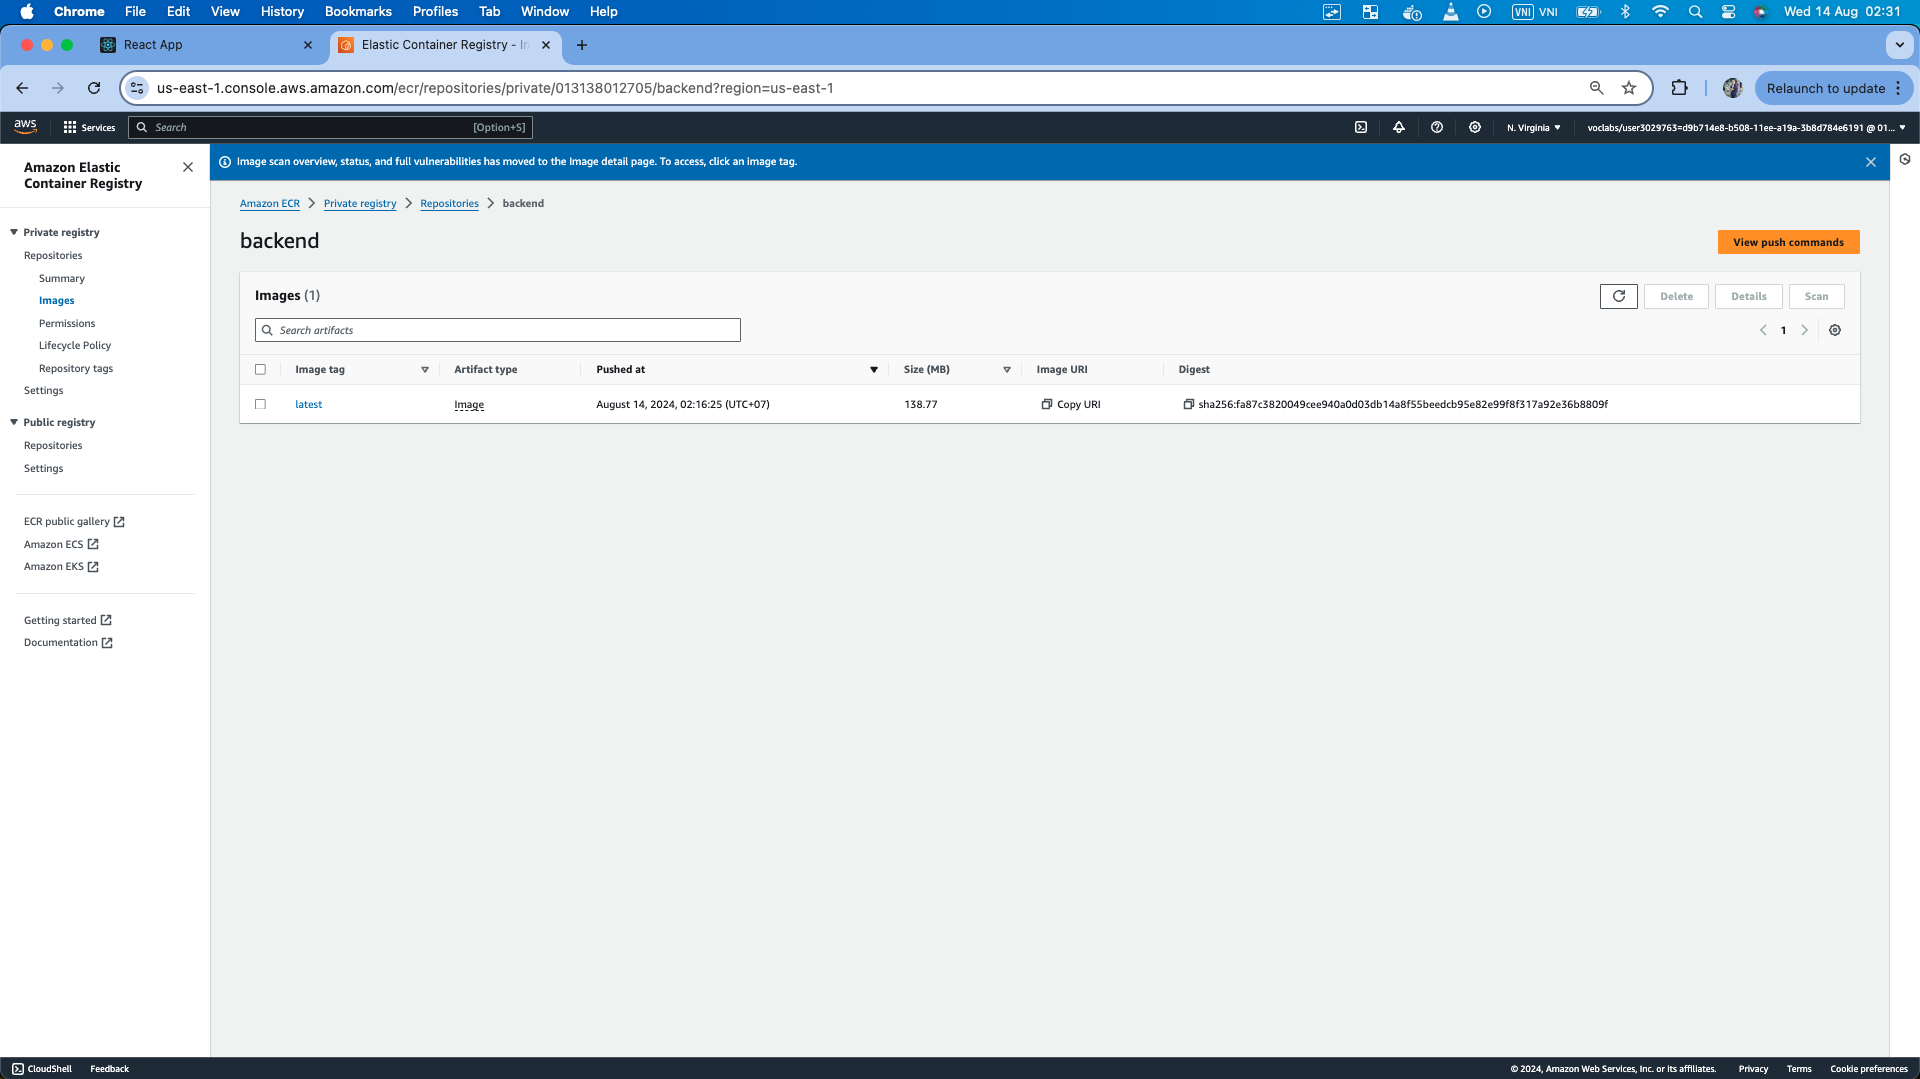 Chrome File Edit View History Bookmarks Profiles Tab Window Help VNI VNI Wed 14 Aug 02:31
React App Elastic Container Registry - In
us-east-1.console.aws.amazon.com/ecr/repositories/private/013138012705/backend?region=us-east-1 Relaunch to update
aws Services Search [Option+S] N. Virginia voclabs/user3029763=d9b714e8-b508-11ee-a19a-3b8d784e6191 @ 01...
Amazon Elastic
Container Registry
Private registry
Repositories
Summary
Images
Permissions
Lifecycle Policy
Repository tags
Settings
Public registry
Repositories
Settings
ECR public gallery
Amazon ECS
Amazon EKS
Getting started
Documentation
Image scan overview, status, and full vulnerabilities has moved to the Image detail page. To access, click an image tag.
Amazon ECR Private registry Repositories backend
backend View push commands
Images (1) Delete Details Scan
Search artifacts 1
Image tag Artifact type Pushed at Size (MB) Image URI Digest
latest Image August 14, 2024, 02:16:25 (UTC+07) 138.77 Copy URI sha256:fa87c3820049cee940a0d03db14a8f55beedcb95e82e99f8f317a92e36b8809f
CloudShell Feedback © 2024, Amazon Web Services, Inc. or its affiliates. Privacy Terms Cookie preferences